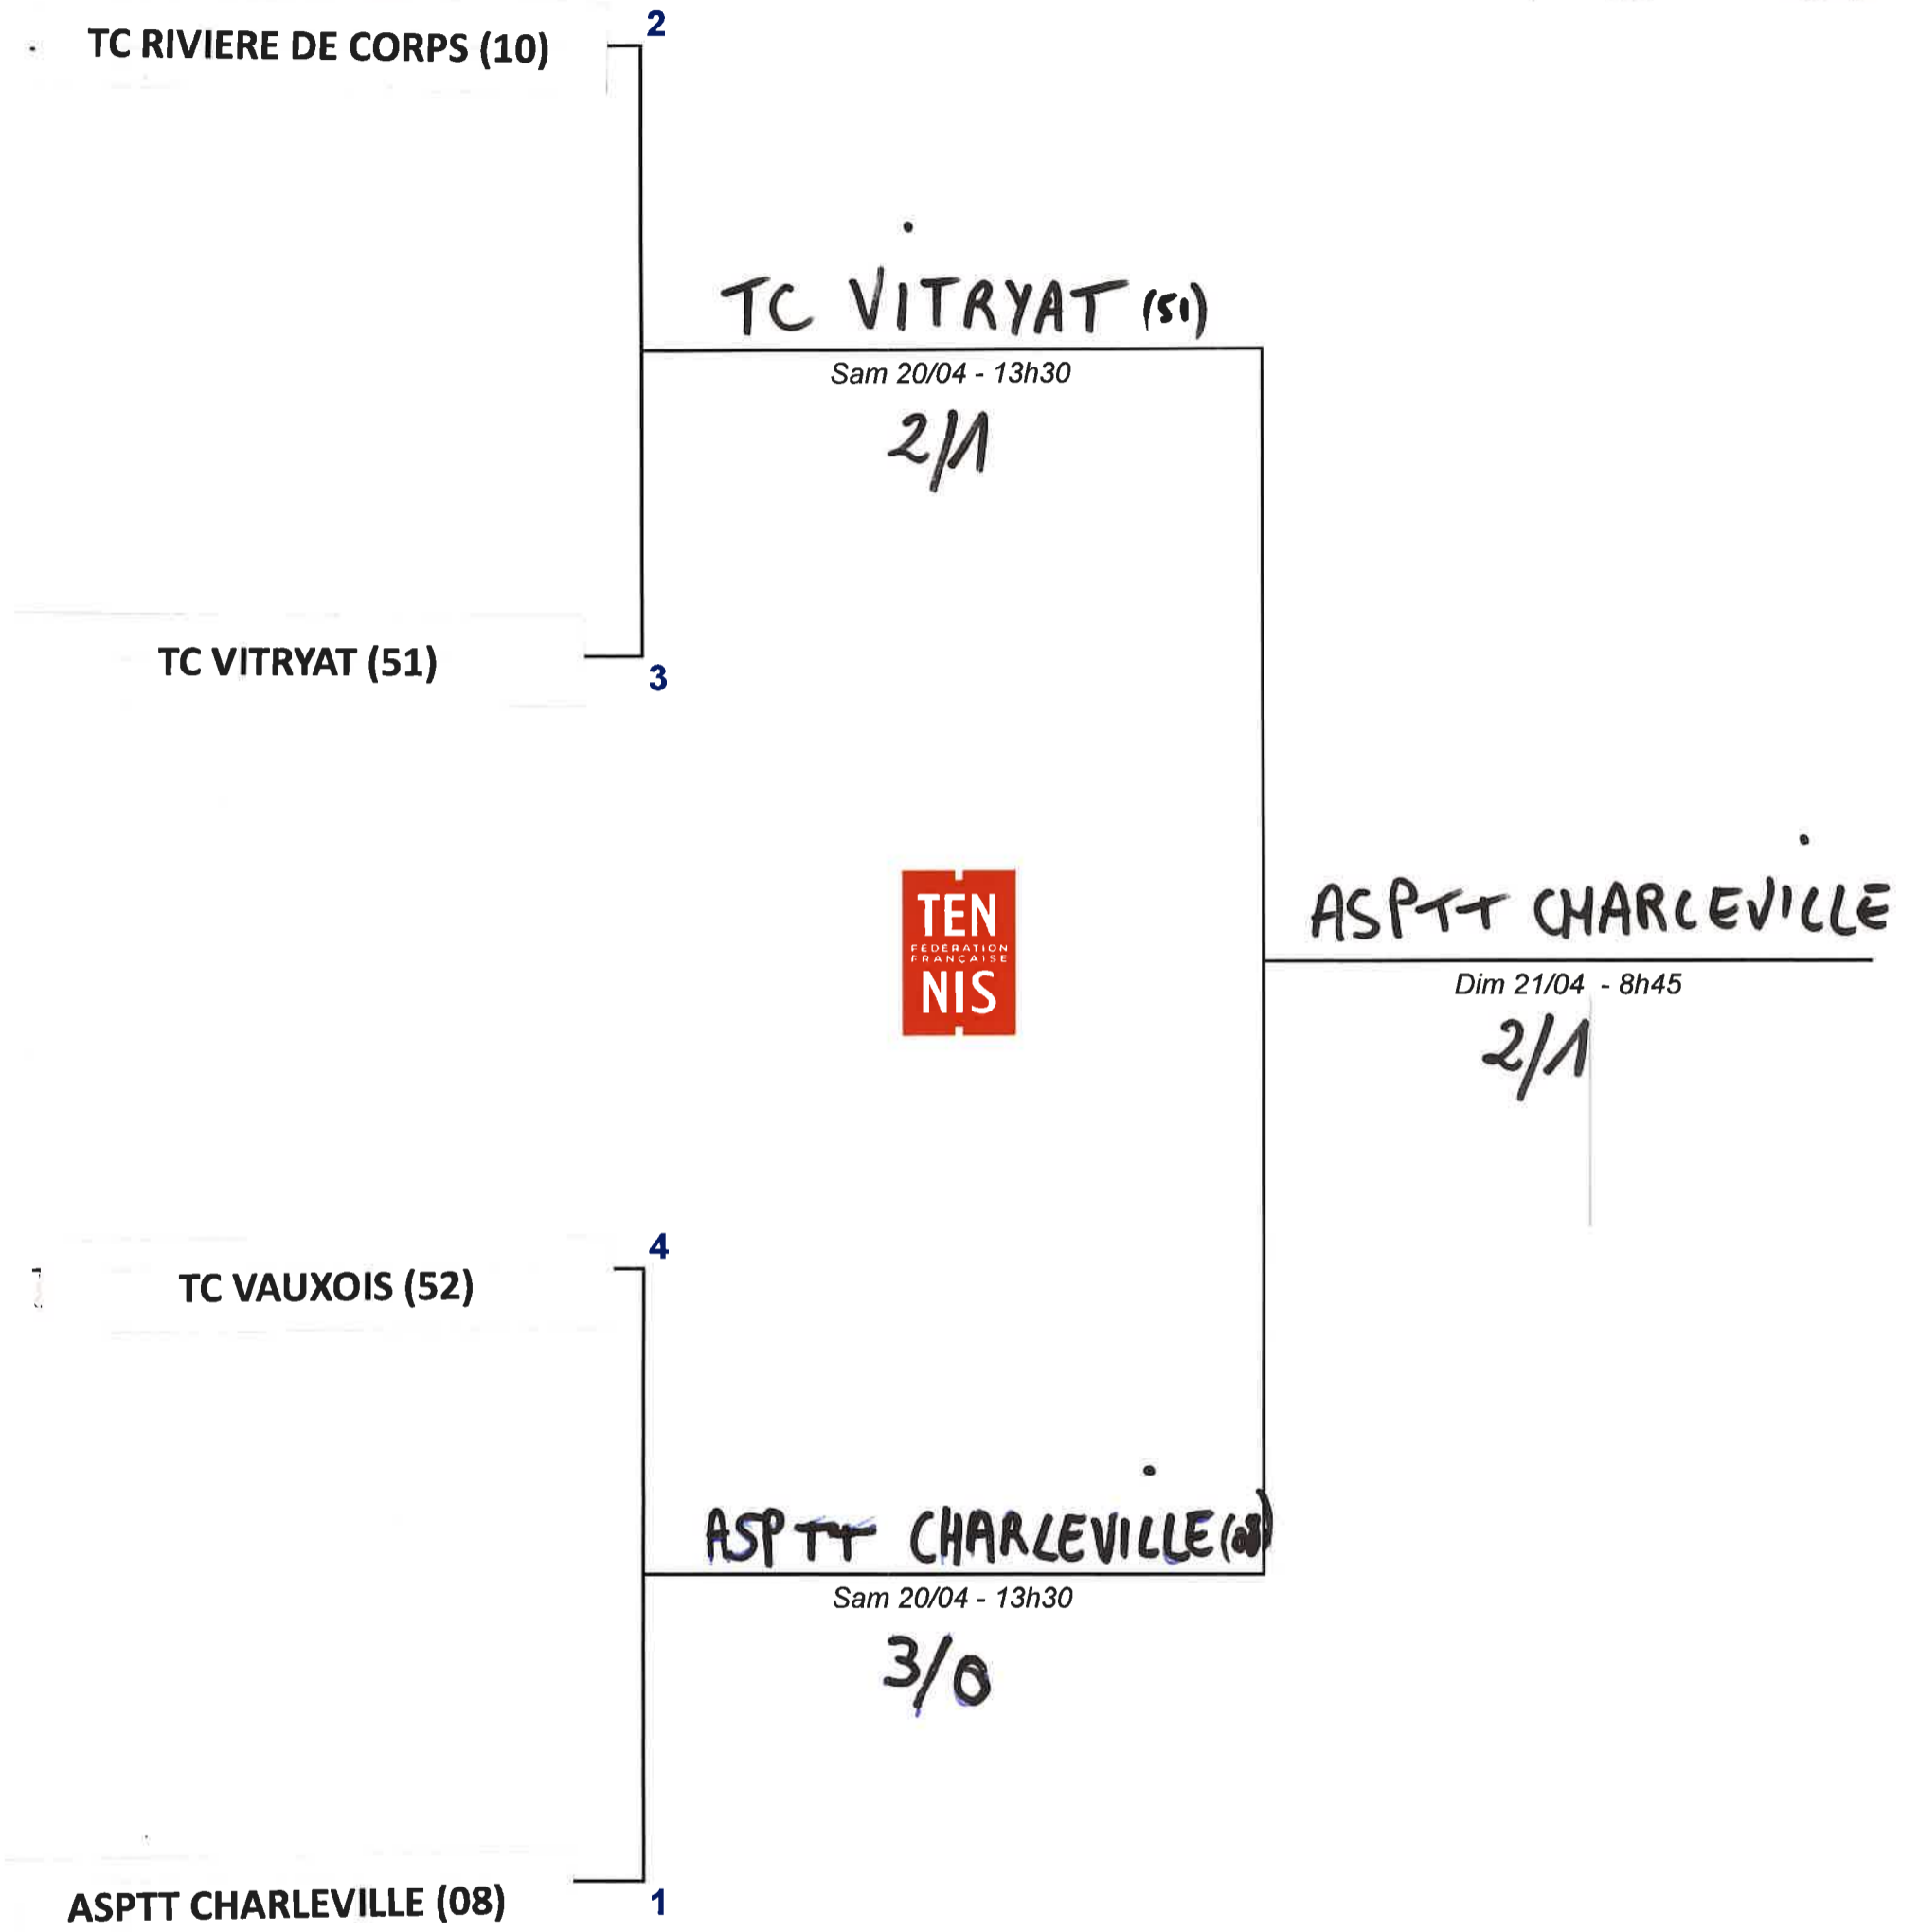 2
TC RIVIERE DE CORPS (10)
TC VITRYAT (51)
Sam 20/04 - 13h30
2/1
TC VITRYAT (51)
3
TEN
FÉDÉRATION
FRANÇAISE
NIS
ASPTT CHARLEVILLE
Dim 21/04 - 8h45
2/1
4
TC VAUXOIS (52)
ASPTT CHARLEVILLE (08)
Sam 20/04 - 13h30
3/0
ASPTT CHARLEVILLE (08)
1